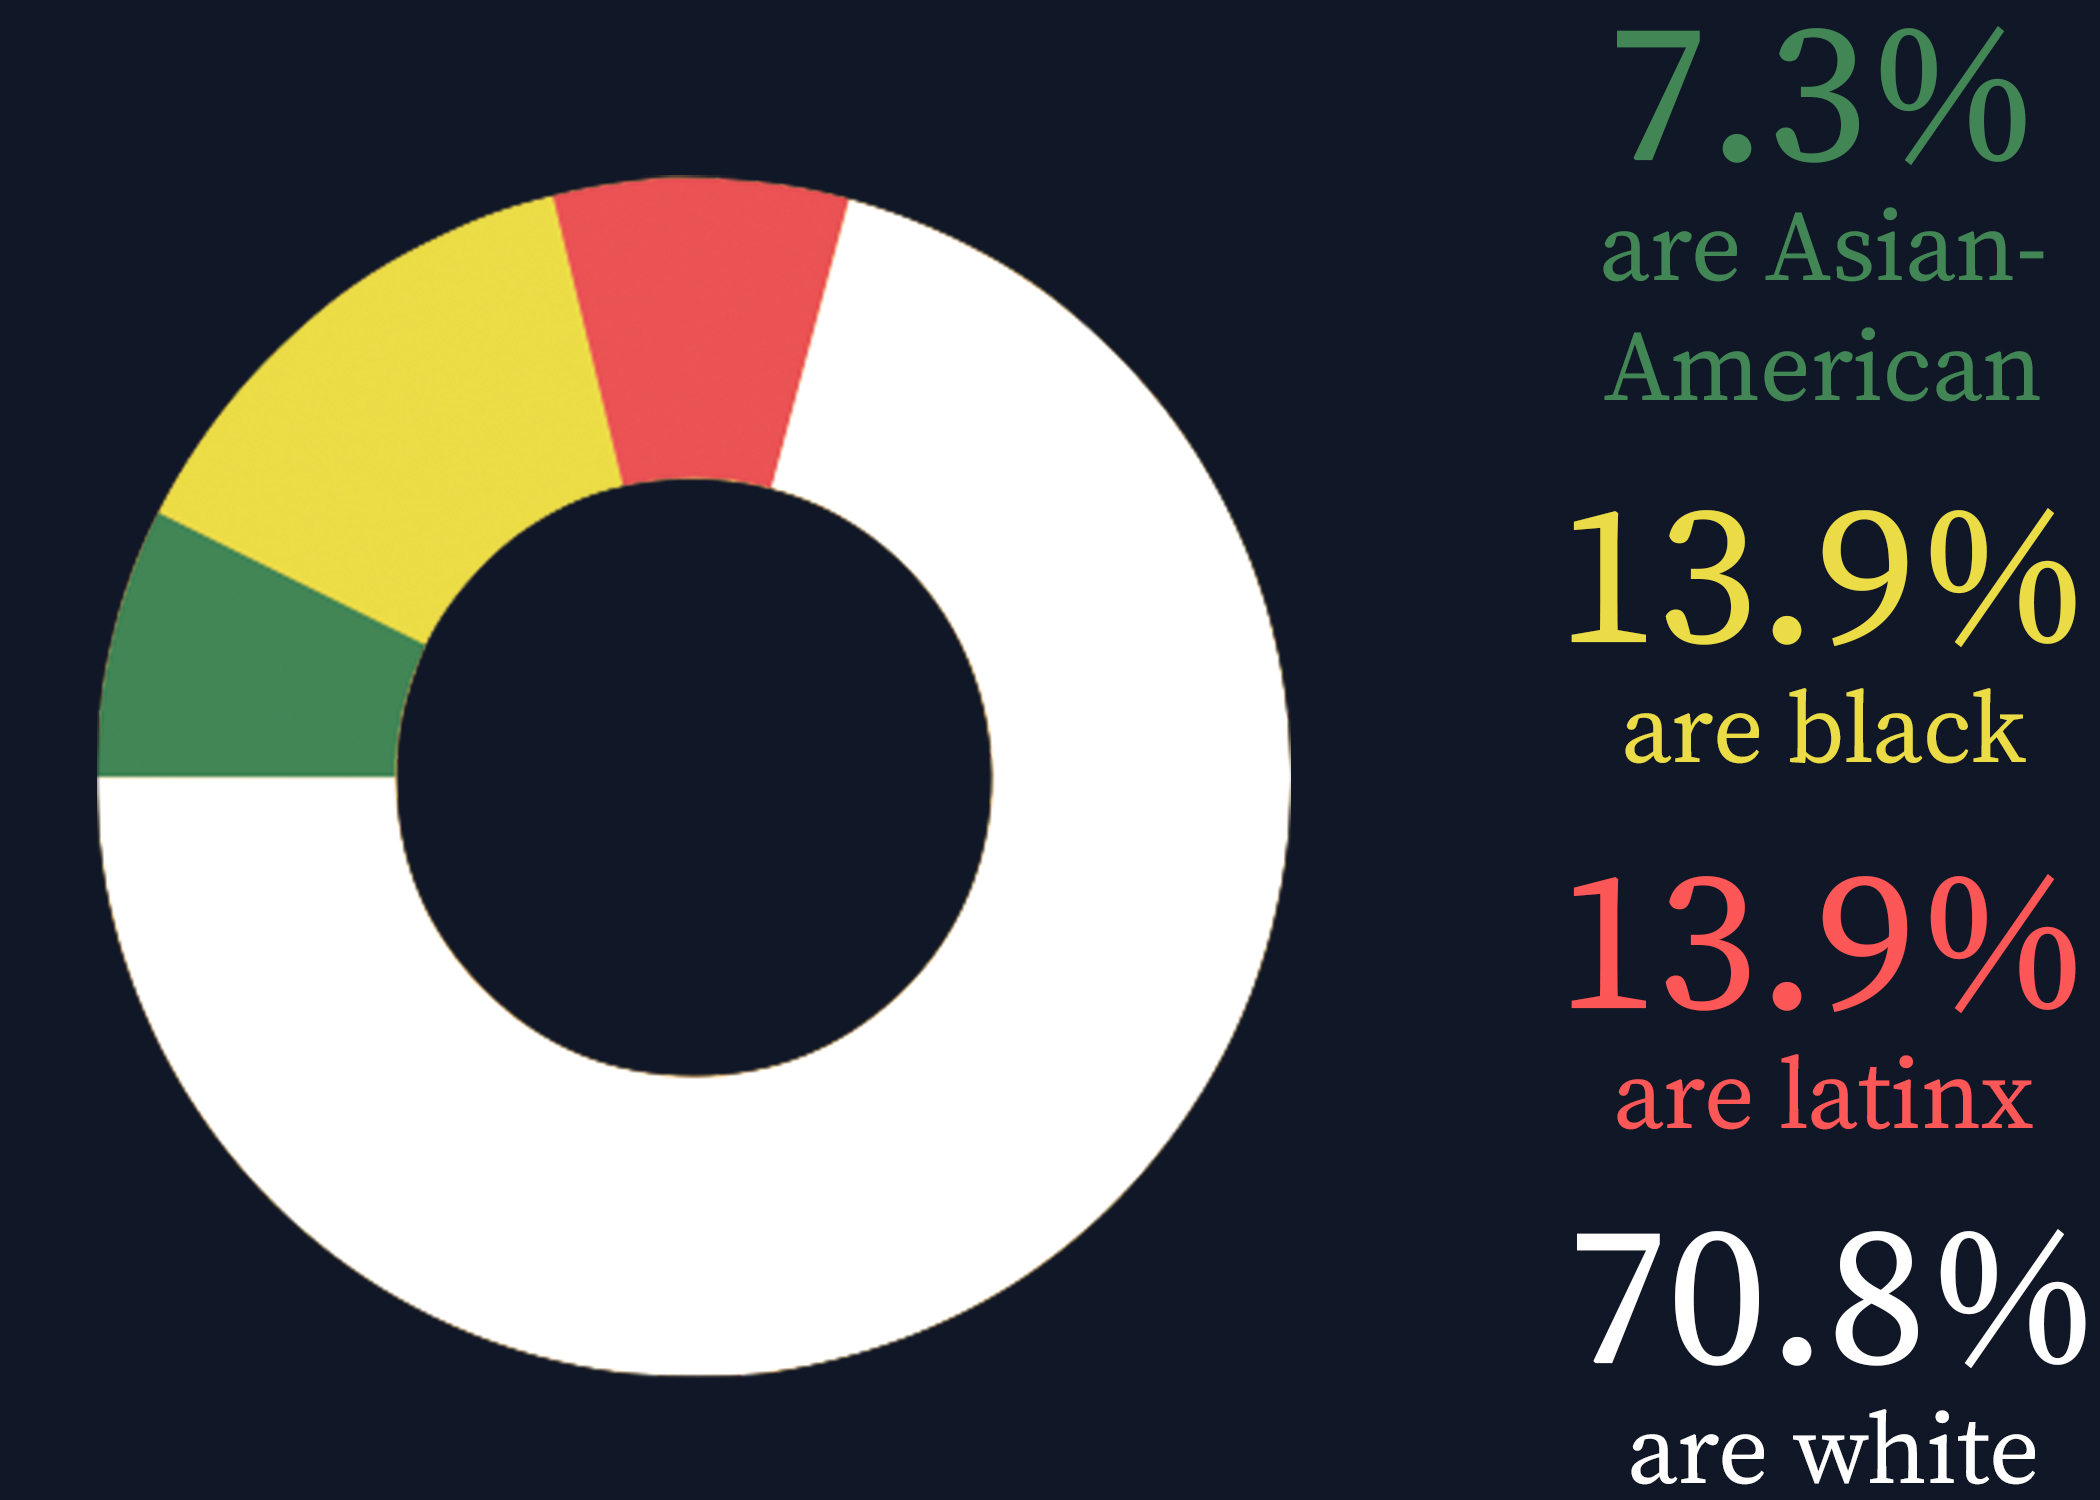 7.3%
are Asian-
American
13.9%
are black
13.9%
are latinx
70.8%
are white